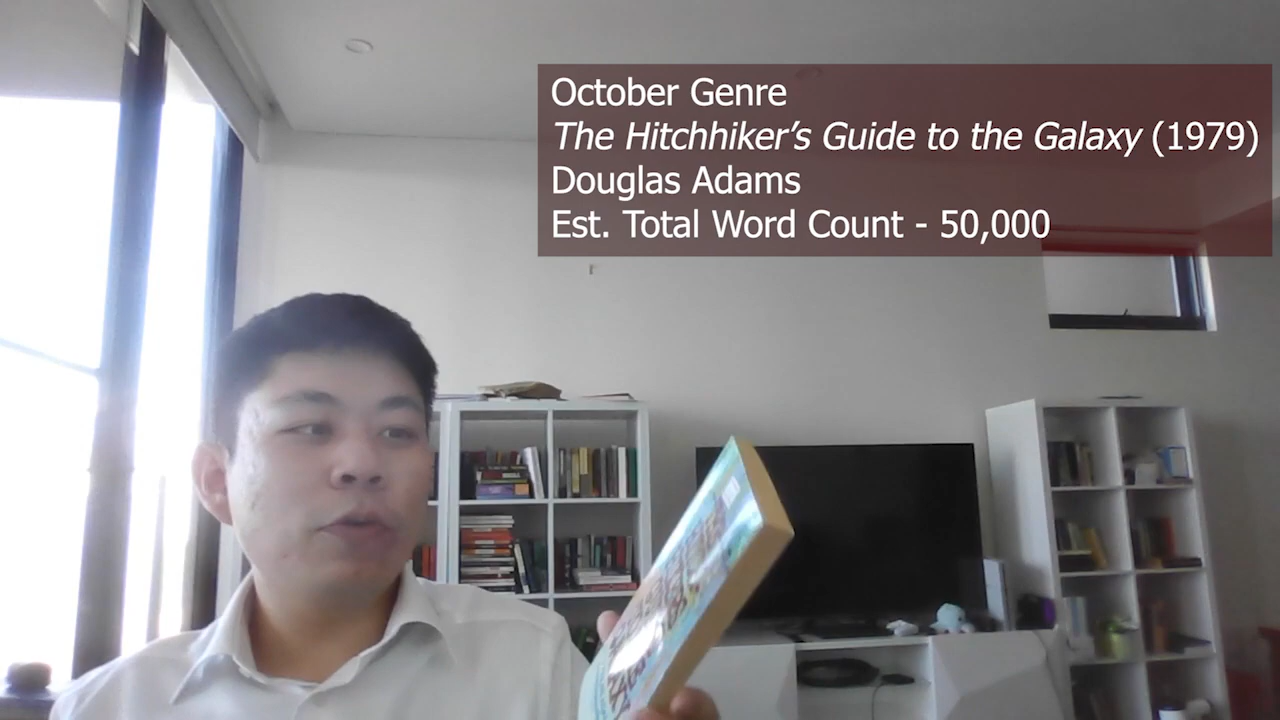 October Genre
The Hitchhiker’s Guide to the Galaxy (1979)
Douglas Adams
Est. Total Word Count - 50,000